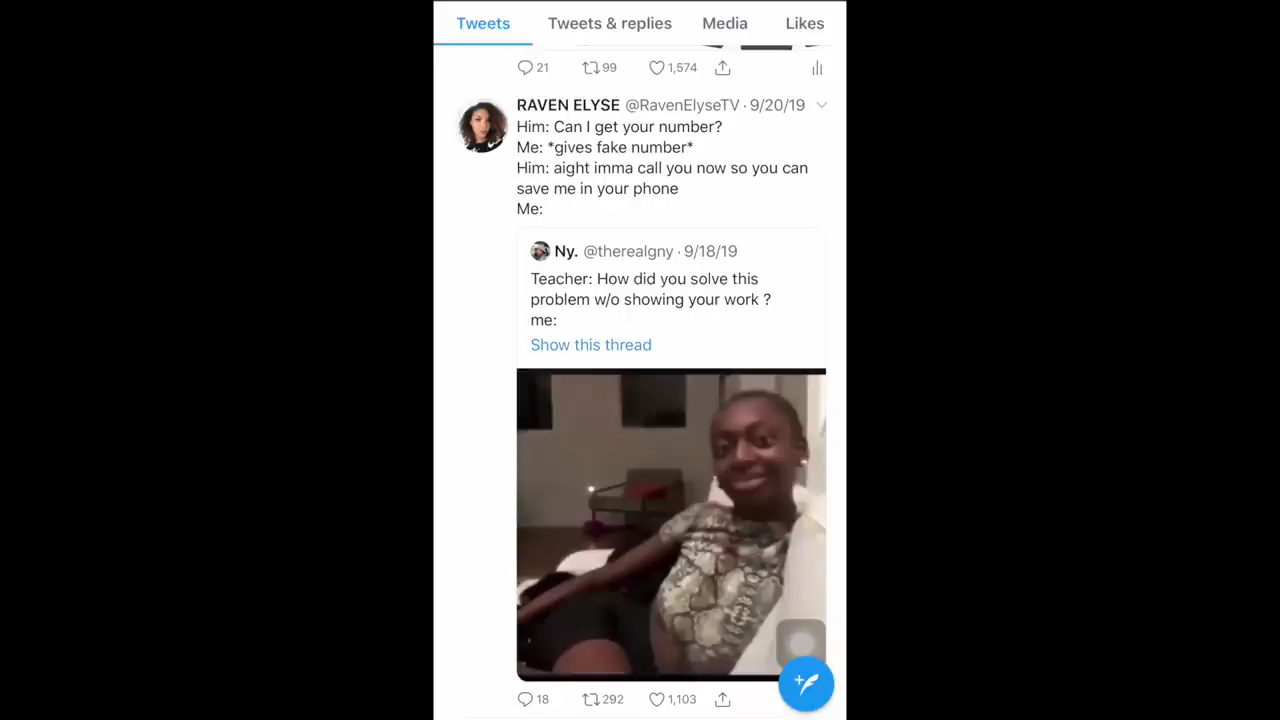 Tweets Tweets & replies Media Likes
21 99 1,574
RAVEN ELYSE @RavenElyseTV · 9/20/19
Him: Can I get your number?
Me: *gives fake number*
Him: aight imma call you now so you can
save me in your phone
Me:
Ny. @therealgny · 9/18/19
Teacher: How did you solve this
problem w/o showing your work ?
me:
Show this thread
18 292 1,103